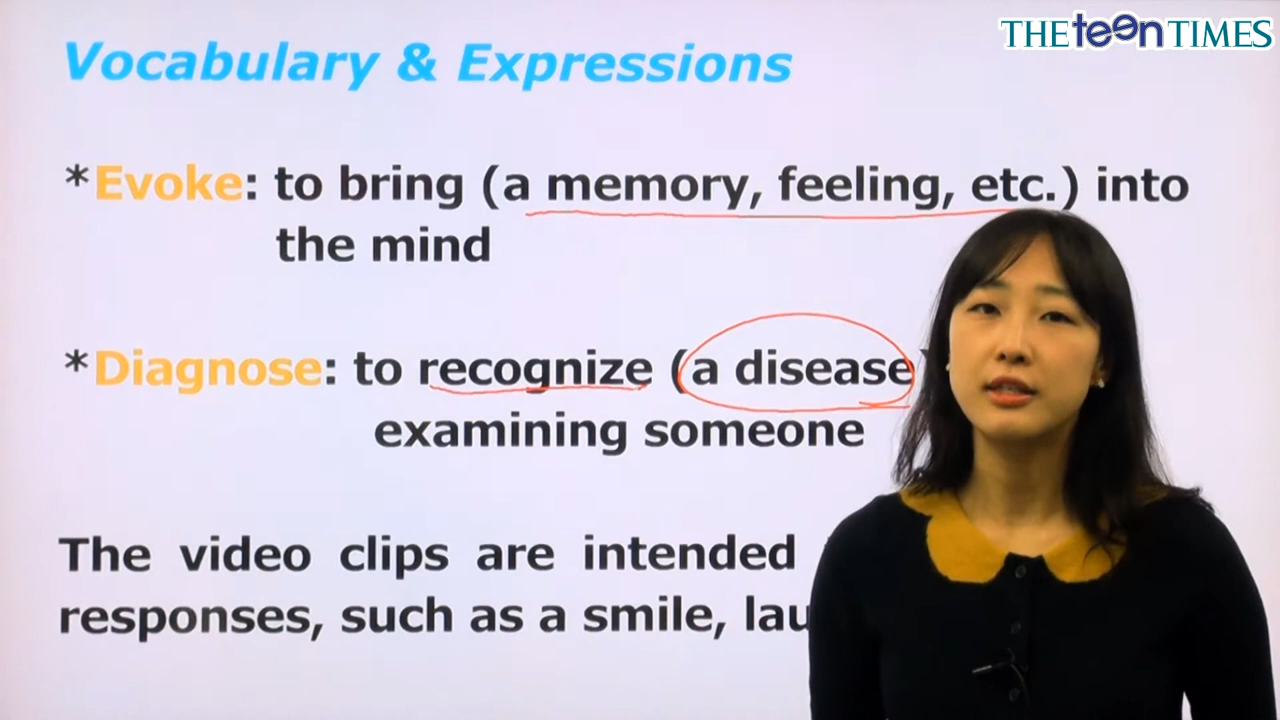 THE teen TIMES
Vocabulary & Expressions
*Evoke: to bring (a memory, feeling, etc.) into
the mind
*Diagnose: to recognize (a disease
examining someone
The video clips are intended
responses, such as a smile,